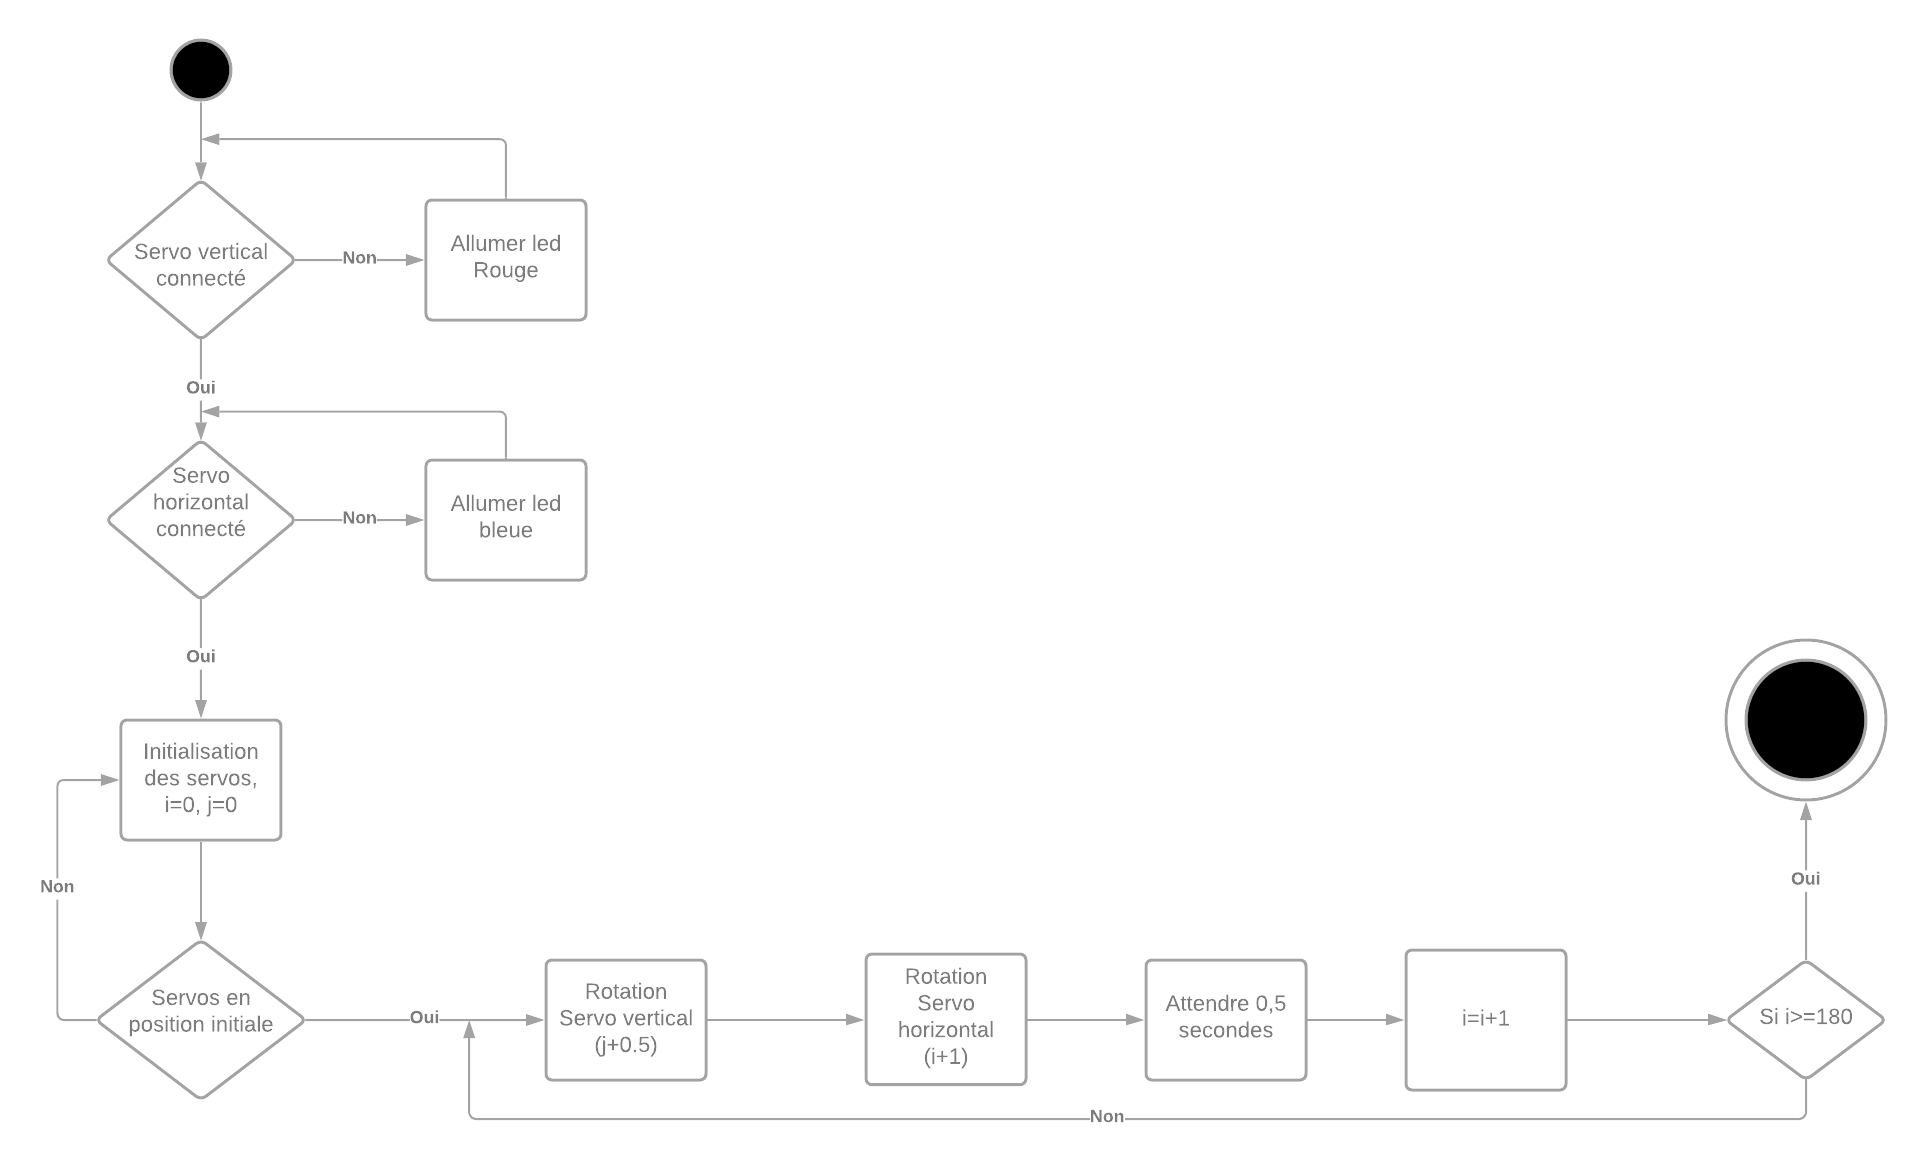 Servo vertical
connecté
Non
Allumer led
Rouge
Oui
Servo
horizontal
connecté
Non
Allumer led
bleue
Oui
Initialisation
des servos,
i=0, j=0
Non
Servos en
position initiale
Oui
Rotation
Servo vertical
(j+0.5)
Rotation
Servo
horizontal
(i+1)
Attendre 0,5
secondes
i=i+1
Si i>=180
Oui
Non